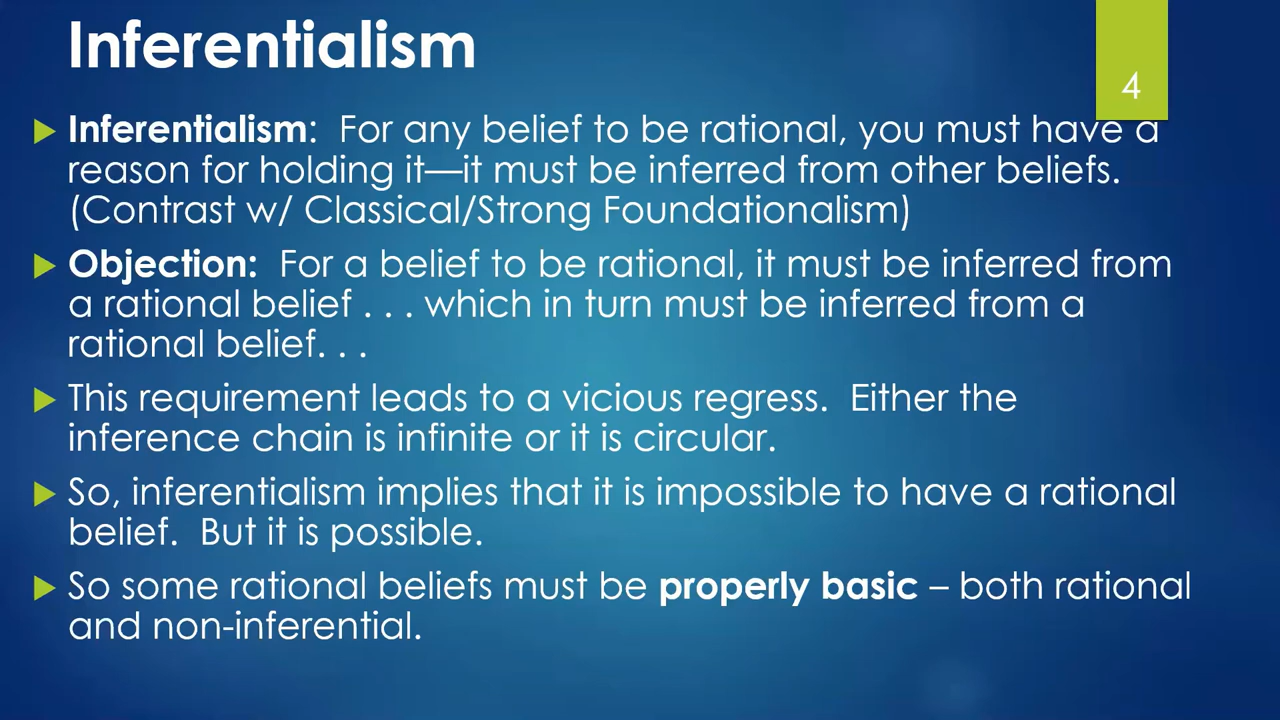 Inferentialism
4
Inferentialism:  For any belief to be rational, you must have a
reason for holding it—it must be inferred from other beliefs.
(Contrast w/ Classical/Strong Foundationalism)
Objection:  For a belief to be rational, it must be inferred from
a rational belief . . . which in turn must be inferred from a
rational belief. . .
This requirement leads to a vicious regress.  Either the
inference chain is infinite or it is circular.
So, inferentialism implies that it is impossible to have a rational
belief.  But it is possible.
So some rational beliefs must be properly basic – both rational
and non-inferential.